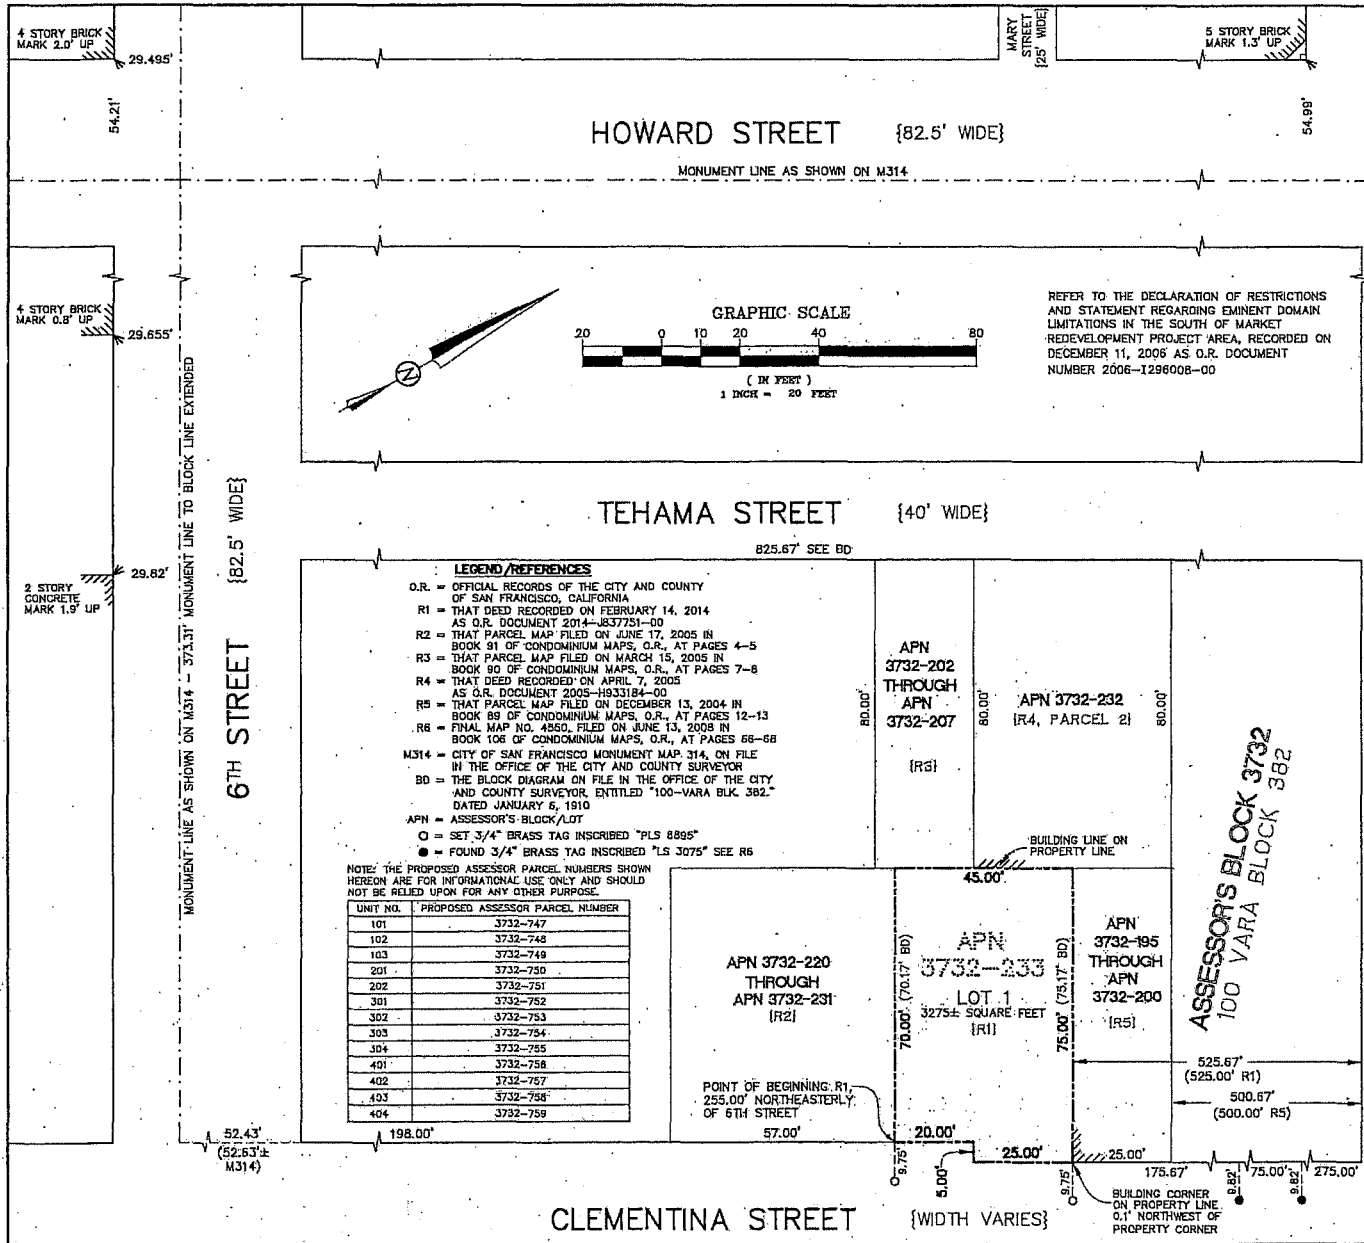 4 STORY BRICK
MARK 2.0' UP
29.495'
54.21'
MARY
STREET
{25' WIDE}
5 STORY BRICK
MARK 1.3' UP
54.99'
HOWARD STREET {82.5' WIDE}
MONUMENT LINE AS SHOWN ON M314
4 STORY BRICK
MARK 0.8' UP
29.655'
MONUMENT LINE AS SHOWN ON M314 - 373.31' MONUMENT LINE TO BLOCK LINE EXTENDED
N
GRAPHIC SCALE
20 0 10 20 40 80
( IN FEET )
1 INCH = 20 FEET
REFER TO THE DECLARATION OF RESTRICTIONS
AND STATEMENT REGARDING EMINENT DOMAIN
LIMITATIONS IN THE SOUTH OF MARKET
REDEVELOPMENT PROJECT AREA, RECORDED ON
DECEMBER 11, 2006 AS O.R. DOCUMENT
NUMBER 2006-I296008-00
TEHAMA STREET {40' WIDE}
825.67' SEE BD
6TH STREET {82.5' WIDE}
2 STORY
CONCRETE
MARK 1.9' UP
29.82'
LEGEND/REFERENCES
O.R. = OFFICIAL RECORDS OF THE CITY AND COUNTY
OF SAN FRANCISCO, CALIFORNIA
R1 = THAT DEED RECORDED ON FEBRUARY 14, 2014
AS O.R. DOCUMENT 2014-J837751-00
R2 = THAT PARCEL MAP FILED ON JUNE 17, 2005 IN
BOOK 91 OF CONDOMINIUM MAPS, O.R., AT PAGES 4-5
R3 = THAT PARCEL MAP FILED ON MARCH 15, 2005 IN
BOOK 90 OF CONDOMINIUM MAPS, O.R., AT PAGES 7-8
R4 = THAT DEED RECORDED ON APRIL 7, 2005
AS O.R. DOCUMENT 2005-H933184-00
R5 = THAT PARCEL MAP FILED ON DECEMBER 13, 2004 IN
BOOK 89 OF CONDOMINIUM MAPS, O.R., AT PAGES 12-13
R6 = FINAL MAP NO. 4550, FILED ON JUNE 13, 2008 IN
BOOK 106 OF CONDOMINIUM MAPS, O.R., AT PAGES 66-68
M314 = CITY OF SAN FRANCISCO MONUMENT MAP 314, ON FILE
IN THE OFFICE OF THE CITY AND COUNTY SURVEYOR
BD = THE BLOCK DIAGRAM ON FILE IN THE OFFICE OF THE CITY
AND COUNTY SURVEYOR, ENTITLED "100-VARA BLK. 382."
DATED JANUARY 6, 1910
APN = ASSESSOR'S BLOCK/LOT
O = SET 3/4" BRASS TAG INSCRIBED "PLS 8895"
● = FOUND 3/4" BRASS TAG INSCRIBED "LS 3075" SEE R6
NOTE: THE PROPOSED ASSESSOR PARCEL NUMBERS SHOWN
HEREON ARE FOR INFORMATIONAL USE ONLY AND SHOULD
NOT BE RELIED UPON FOR ANY OTHER PURPOSE.
UNIT NO. PROPOSED ASSESSOR PARCEL NUMBER
101 3732-747
102 3732-748
103 3732-749
201 3732-750
202 3732-751
301 3732-752
302 3732-753
303 3732-754
304 3732-755
401 3732-756
402 3732-757
403 3732-758
404 3732-759
80.00'
APN
3732-202
THROUGH
APN
3732-207
{R3}
80.00'
APN 3732-232
{R4, PARCEL 2}
80.00'
BUILDING LINE ON
PROPERTY LINE
ASSESSOR'S BLOCK 3732
100 VARA BLOCK 382
45.00'
APN 3732-220
THROUGH
APN 3732-231
{R2}
70.00' (70.17' BD)
APN
3732-233
LOT 1
3275± SQUARE FEET
{R1}
75.00' (75.17' BD)
APN
3732-195
THROUGH
APN
3732-200
{R5}
525.67'
(525.00' R1)
500.67'
(500.00' R5)
POINT OF BEGINNING R1,
255.00' NORTHEASTERLY
OF 6TH STREET
52.43'
(52.63'±
M314)
198.00'
57.00'
20.00'
9.75'
5.00'
25.00'
9.75'
25.00'
175.67'
9.82'
75.00'
9.82'
275.00'
BUILDING CORNER
ON PROPERTY LINE
0.1' NORTHWEST OF
PROPERTY CORNER
CLEMENTINA STREET {WIDTH VARIES}